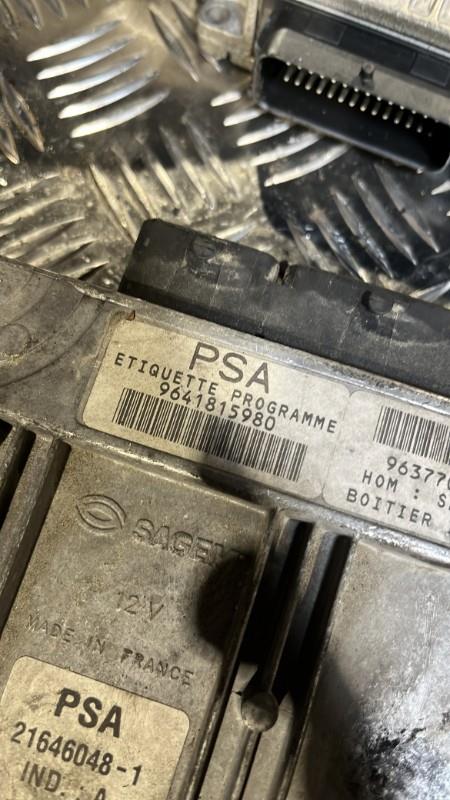 PSA
ETIQUETTE PROGRAMME
9641815980
96377
HOM : S
BOITIER
SAGEM
12V
MADE IN FRANCE
PSA
21646048-1
IND. : A